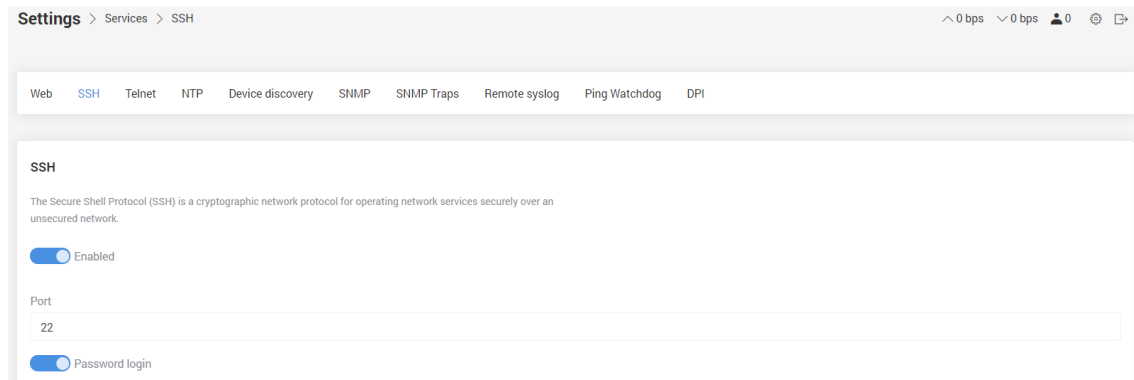 Settings > Services > SSH
0 bps 0 bps 0
Web SSH Telnet NTP Device discovery SNMP SNMP Traps Remote syslog Ping Watchdog DPI
SSH
The Secure Shell Protocol (SSH) is a cryptographic network protocol for operating network services securely over an
unsecured network.
Enabled
Port
22
Password login